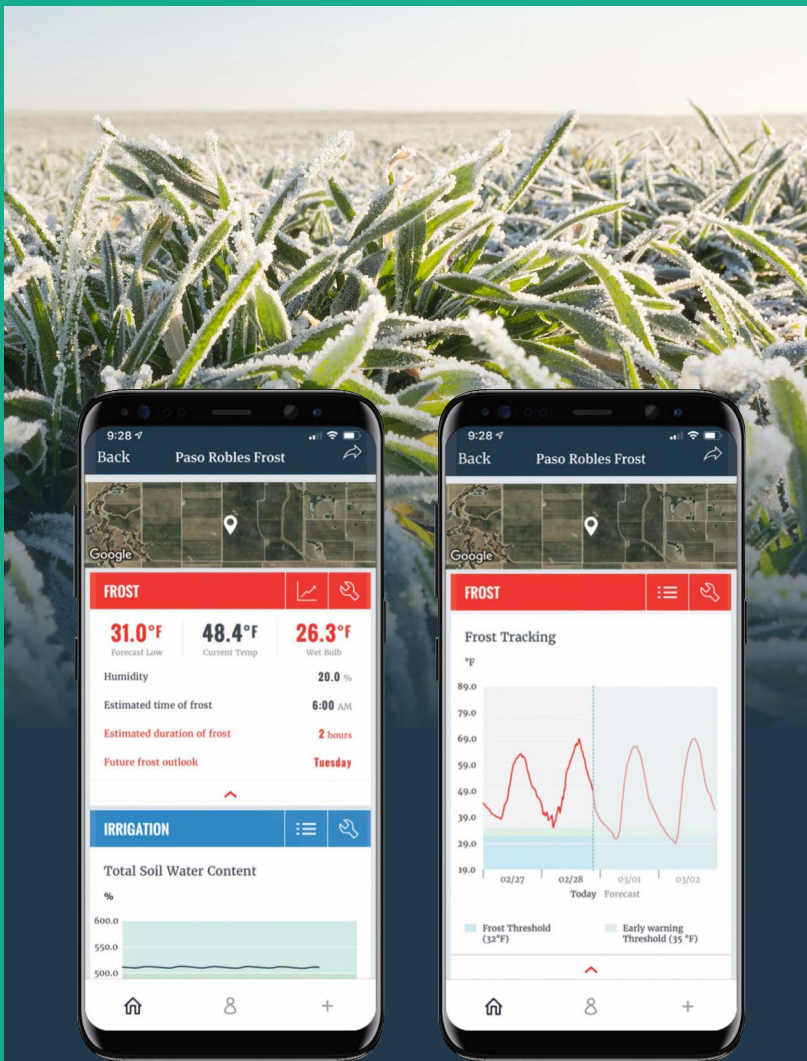 9:28
Back Paso Robles Frost
Google
FROST
31.0°F 48.4°F 26.3°F
Forecast Low Current Temp Wet Bulb
Humidity 20.0 %
Estimated time of frost 6:00 AM
Estimated duration of frost 2 hours
Future frost outlook Tuesday
IRRIGATION
Total Soil Water Content
%
600.0
550.0
500.0
9:28
Back Paso Robles Frost
Google
FROST
Frost Tracking
°F
89.0
79.0
69.0
59.0
49.0
39.0
29.0
19.0
02/27 02/28 03/01 03/02
Today Forecast
Frost Threshold
(32°F)
Early warning
Threshold (35 °F)